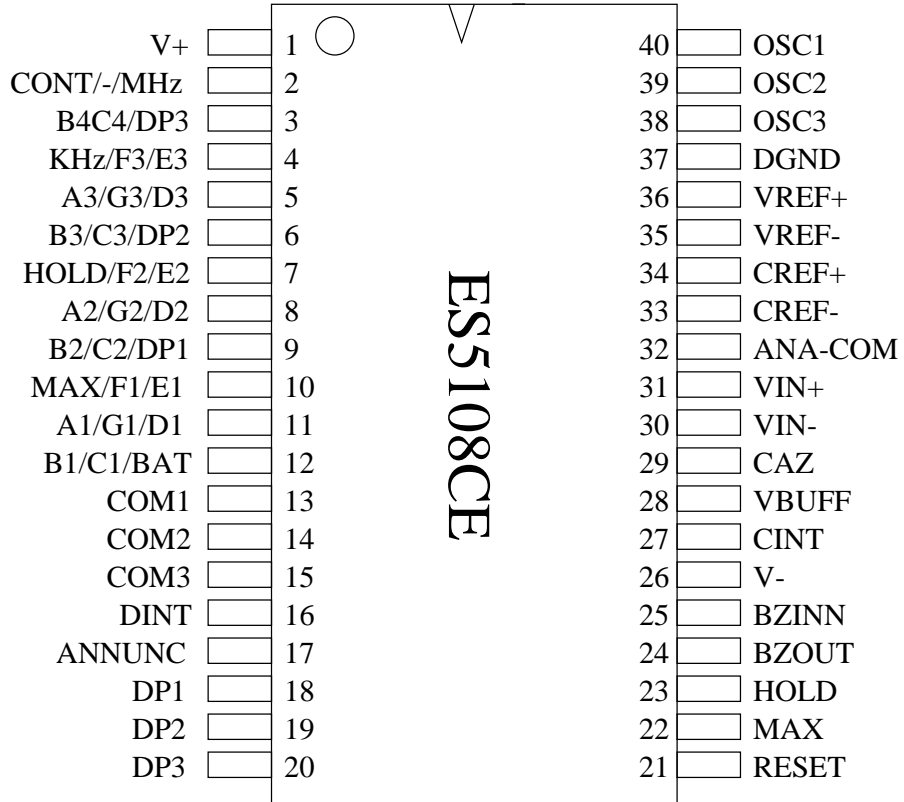 V+ 1 40 OSC1
CONT/-/MHz 2 39 OSC2
B4C4/DP3 3 38 OSC3
KHz/F3/E3 4 37 DGND
A3/G3/D3 5 36 VREF+
B3/C3/DP2 6 35 VREF-
HOLD/F2/E2 7 34 CREF+
A2/G2/D2 8 33 CREF-
B2/C2/DP1 9 32 ANA-COM
MAX/F1/E1 10 31 VIN+
A1/G1/D1 11 30 VIN-
B1/C1/BAT 12 29 CAZ
COM1 13 28 VBUFF
COM2 14 27 CINT
COM3 15 26 V-
DINT 16 25 BZINN
ANNUNC 17 24 BZOUT
DP1 18 23 HOLD
DP2 19 22 MAX
DP3 20 21 RESET
ES5108CE